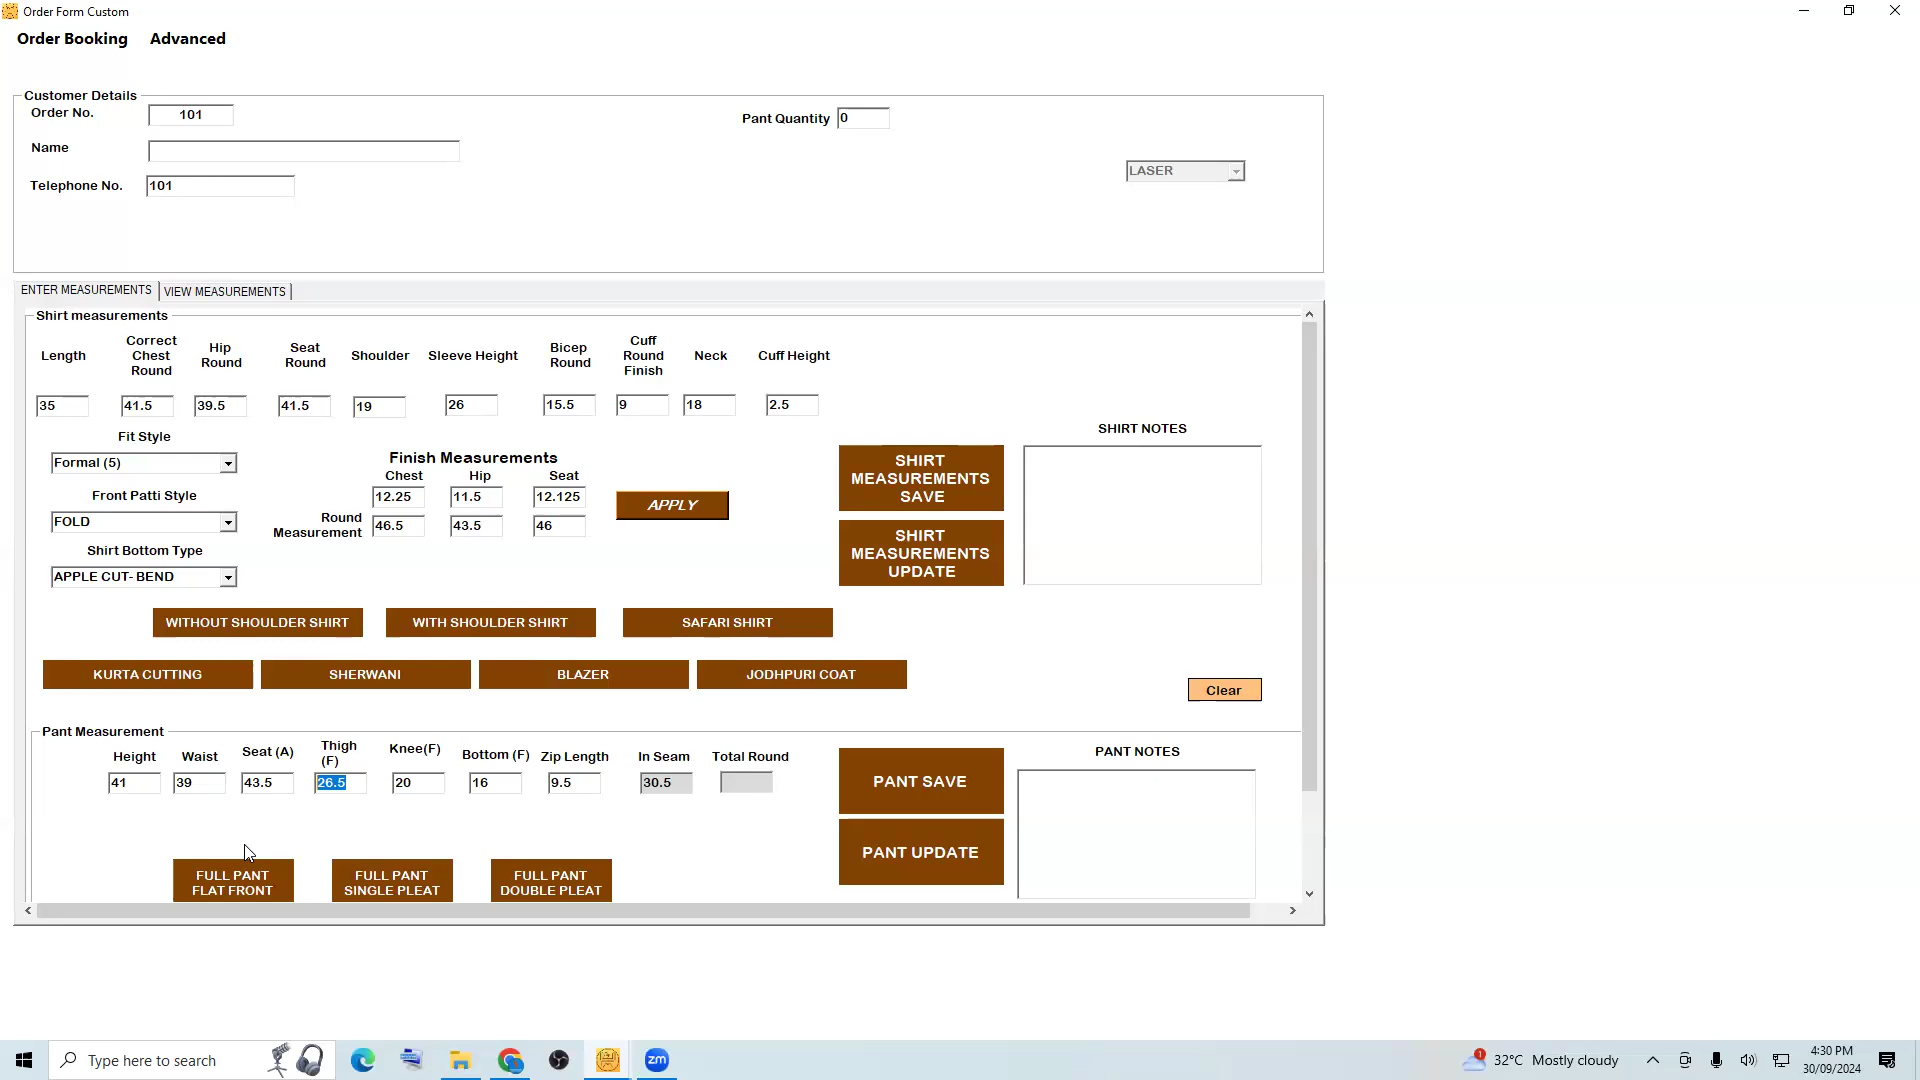 Order Form Custom
Order Booking Advanced
Customer Details
Order No. 101
Pant Quantity 0
Name
LASER
Telephone No. 101
ENTER MEASUREMENTS VIEW MEASUREMENTS
Shirt measurements
Length
Correct Chest Round
Hip Round
Seat Round
Shoulder
Sleeve Height
Bicep Round
Cuff Round Finish
Neck
Cuff Height
35 41.5 39.5 41.5 19 26 15.5 9 18 2.5
Fit Style
Formal (5)
Front Patti Style
FOLD
Shirt Bottom Type
APPLE CUT- BEND
Finish Measurements
Chest Hip Seat
12.25 11.5 12.125
Round Measurement 46.5 43.5 46
APPLY
SHIRT
MEASUREMENTS
SAVE
SHIRT
MEASUREMENTS
UPDATE
SHIRT NOTES
WITHOUT SHOULDER SHIRT WITH SHOULDER SHIRT SAFARI SHIRT
KURTA CUTTING SHERWANI BLAZER JODHPURI COAT
Clear
Pant Measurement
Height Waist Seat (A) Thigh (F) Knee(F) Bottom (F) Zip Length In Seam Total Round
41 39 43.5 26.5 20 16 9.5 30.5
PANT SAVE
PANT UPDATE
PANT NOTES
FULL PANT
FLAT FRONT
FULL PANT
SINGLE PLEAT
FULL PANT
DOUBLE PLEAT
Type here to search
zm
1
32°C Mostly cloudy
4:30 PM
30/09/2024